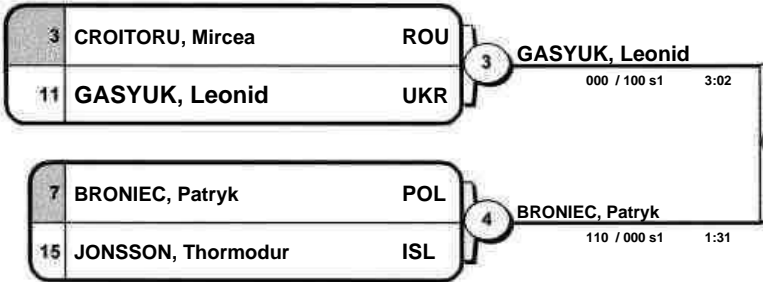 3 CROITORU, Mircea ROU
11 GASYUK, Leonid UKR
3 GASYUK, Leonid
000 / 100 s1 3:02
7 BRONIEC, Patryk POL
15 JONSSON, Thormodur ISL
4 BRONIEC, Patryk
110 / 000 s1 1:31